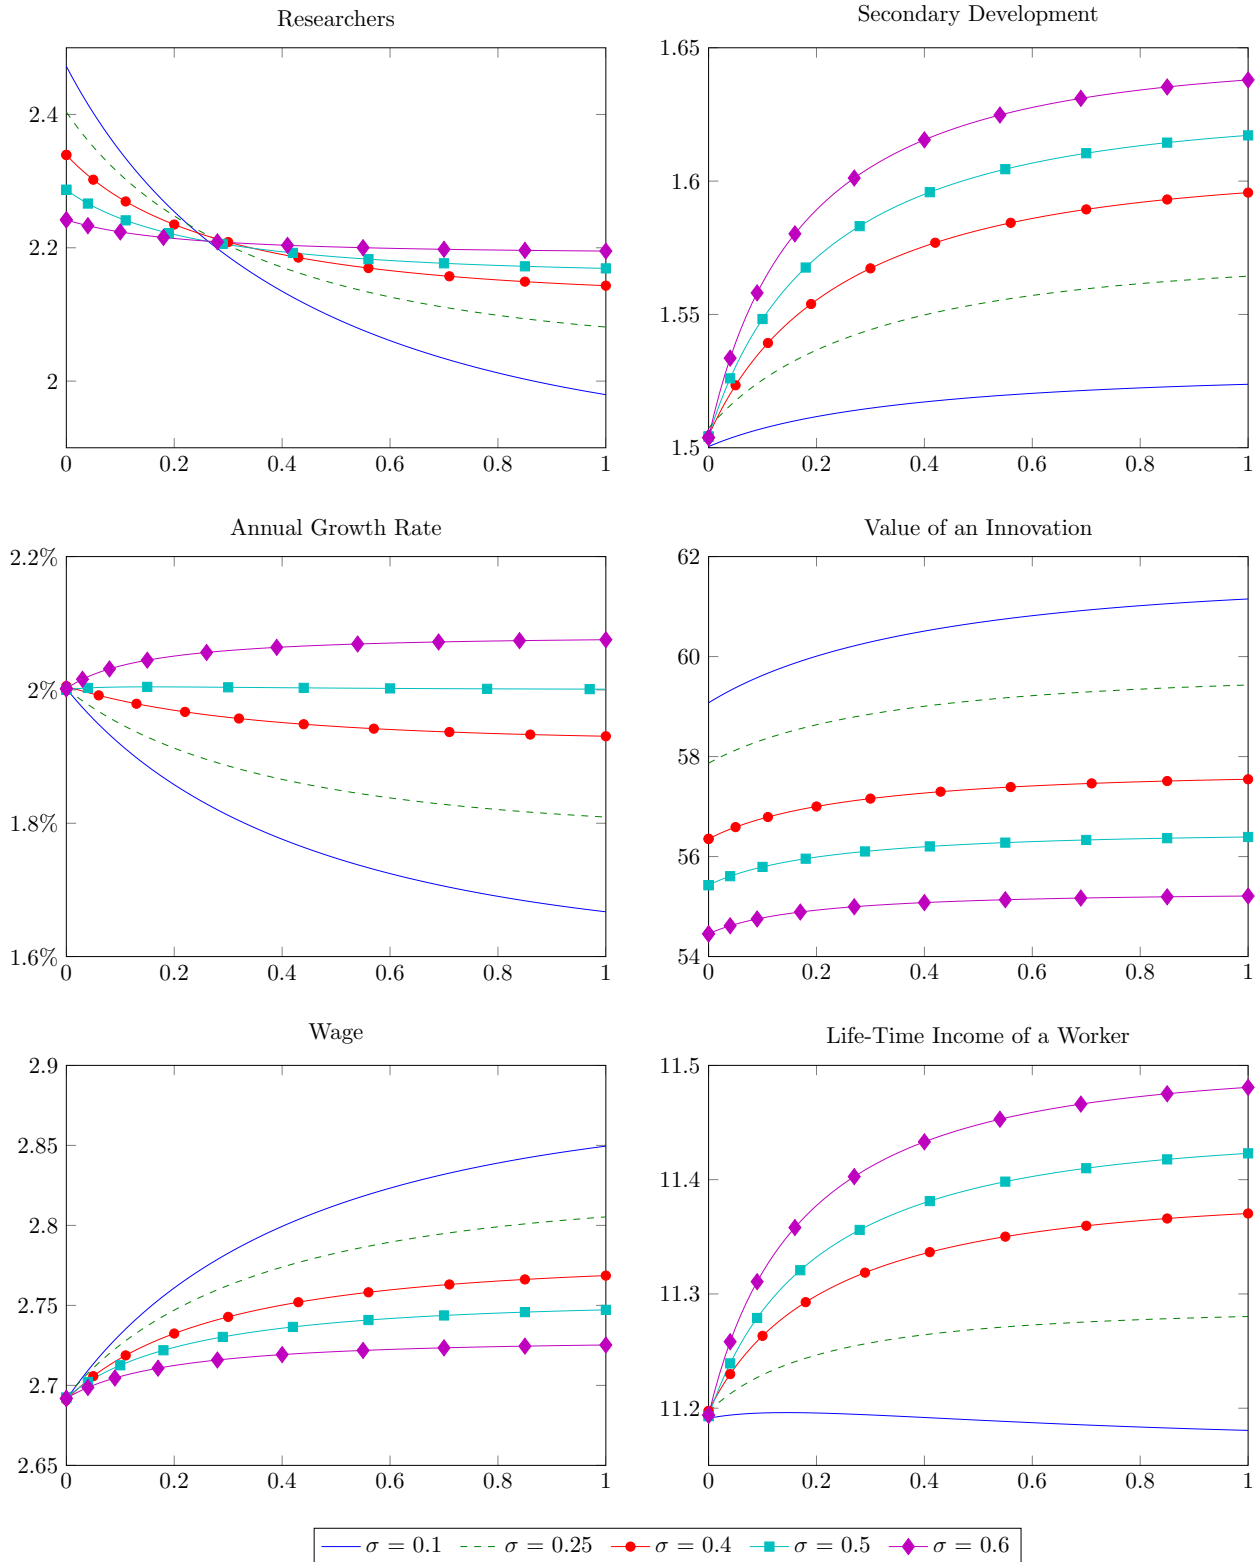 Researchers
2.4
2.2
2
0 0.2 0.4 0.6 0.8 1
Secondary Development
1.65
1.6
1.55
1.5
0 0.2 0.4 0.6 0.8 1
Annual Growth Rate
2.2%
2%
1.8%
1.6%
0 0.2 0.4 0.6 0.8 1
Value of an Innovation
62
60
58
56
54
0 0.2 0.4 0.6 0.8 1
Wage
2.9
2.85
2.8
2.75
2.7
2.65
0 0.2 0.4 0.6 0.8 1
Life-Time Income of a Worker
11.5
11.4
11.3
11.2
0 0.2 0.4 0.6 0.8 1
σ = 0.1 σ = 0.25 σ = 0.4 σ = 0.5 σ = 0.6